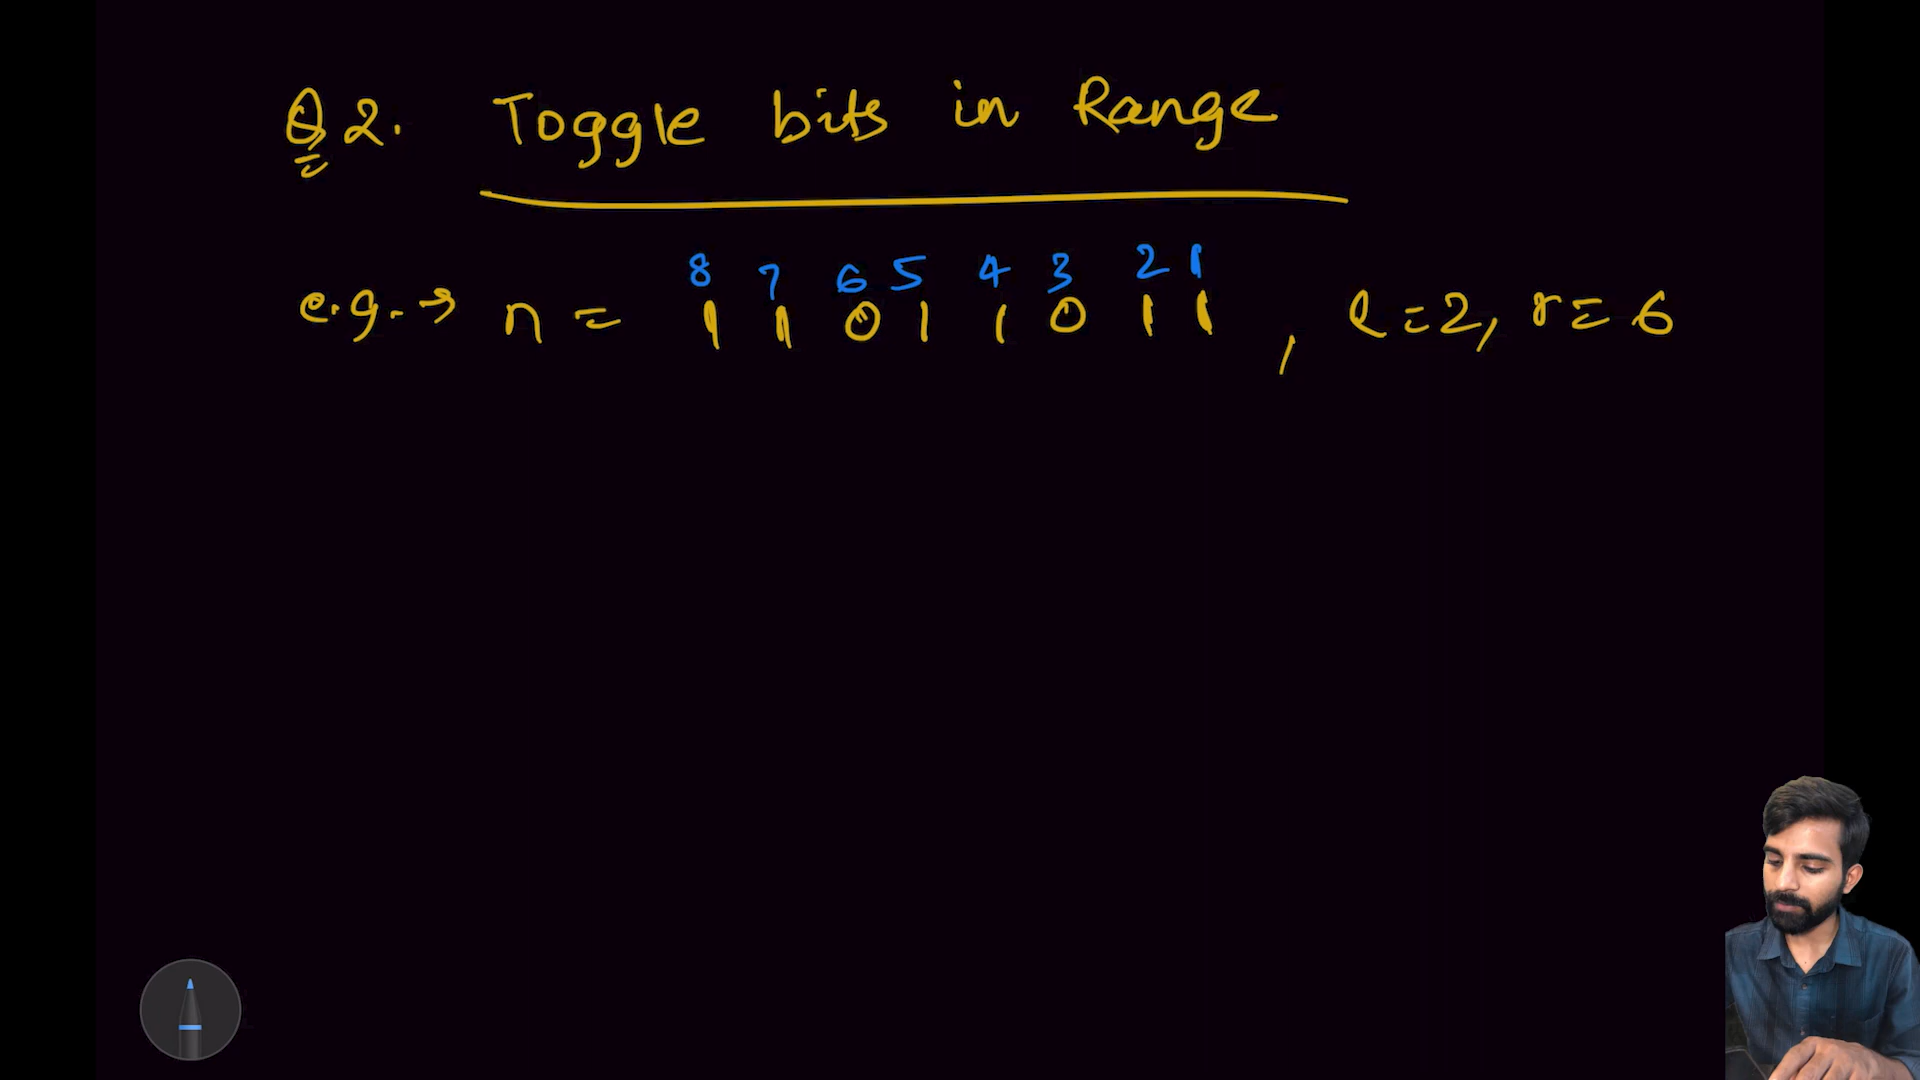 Q2. Toggle bits in Range
8 7 6 5 4 3 2 1
e.g. → n = 1 1 0 1 1 0 1 1 , l=2, r=6